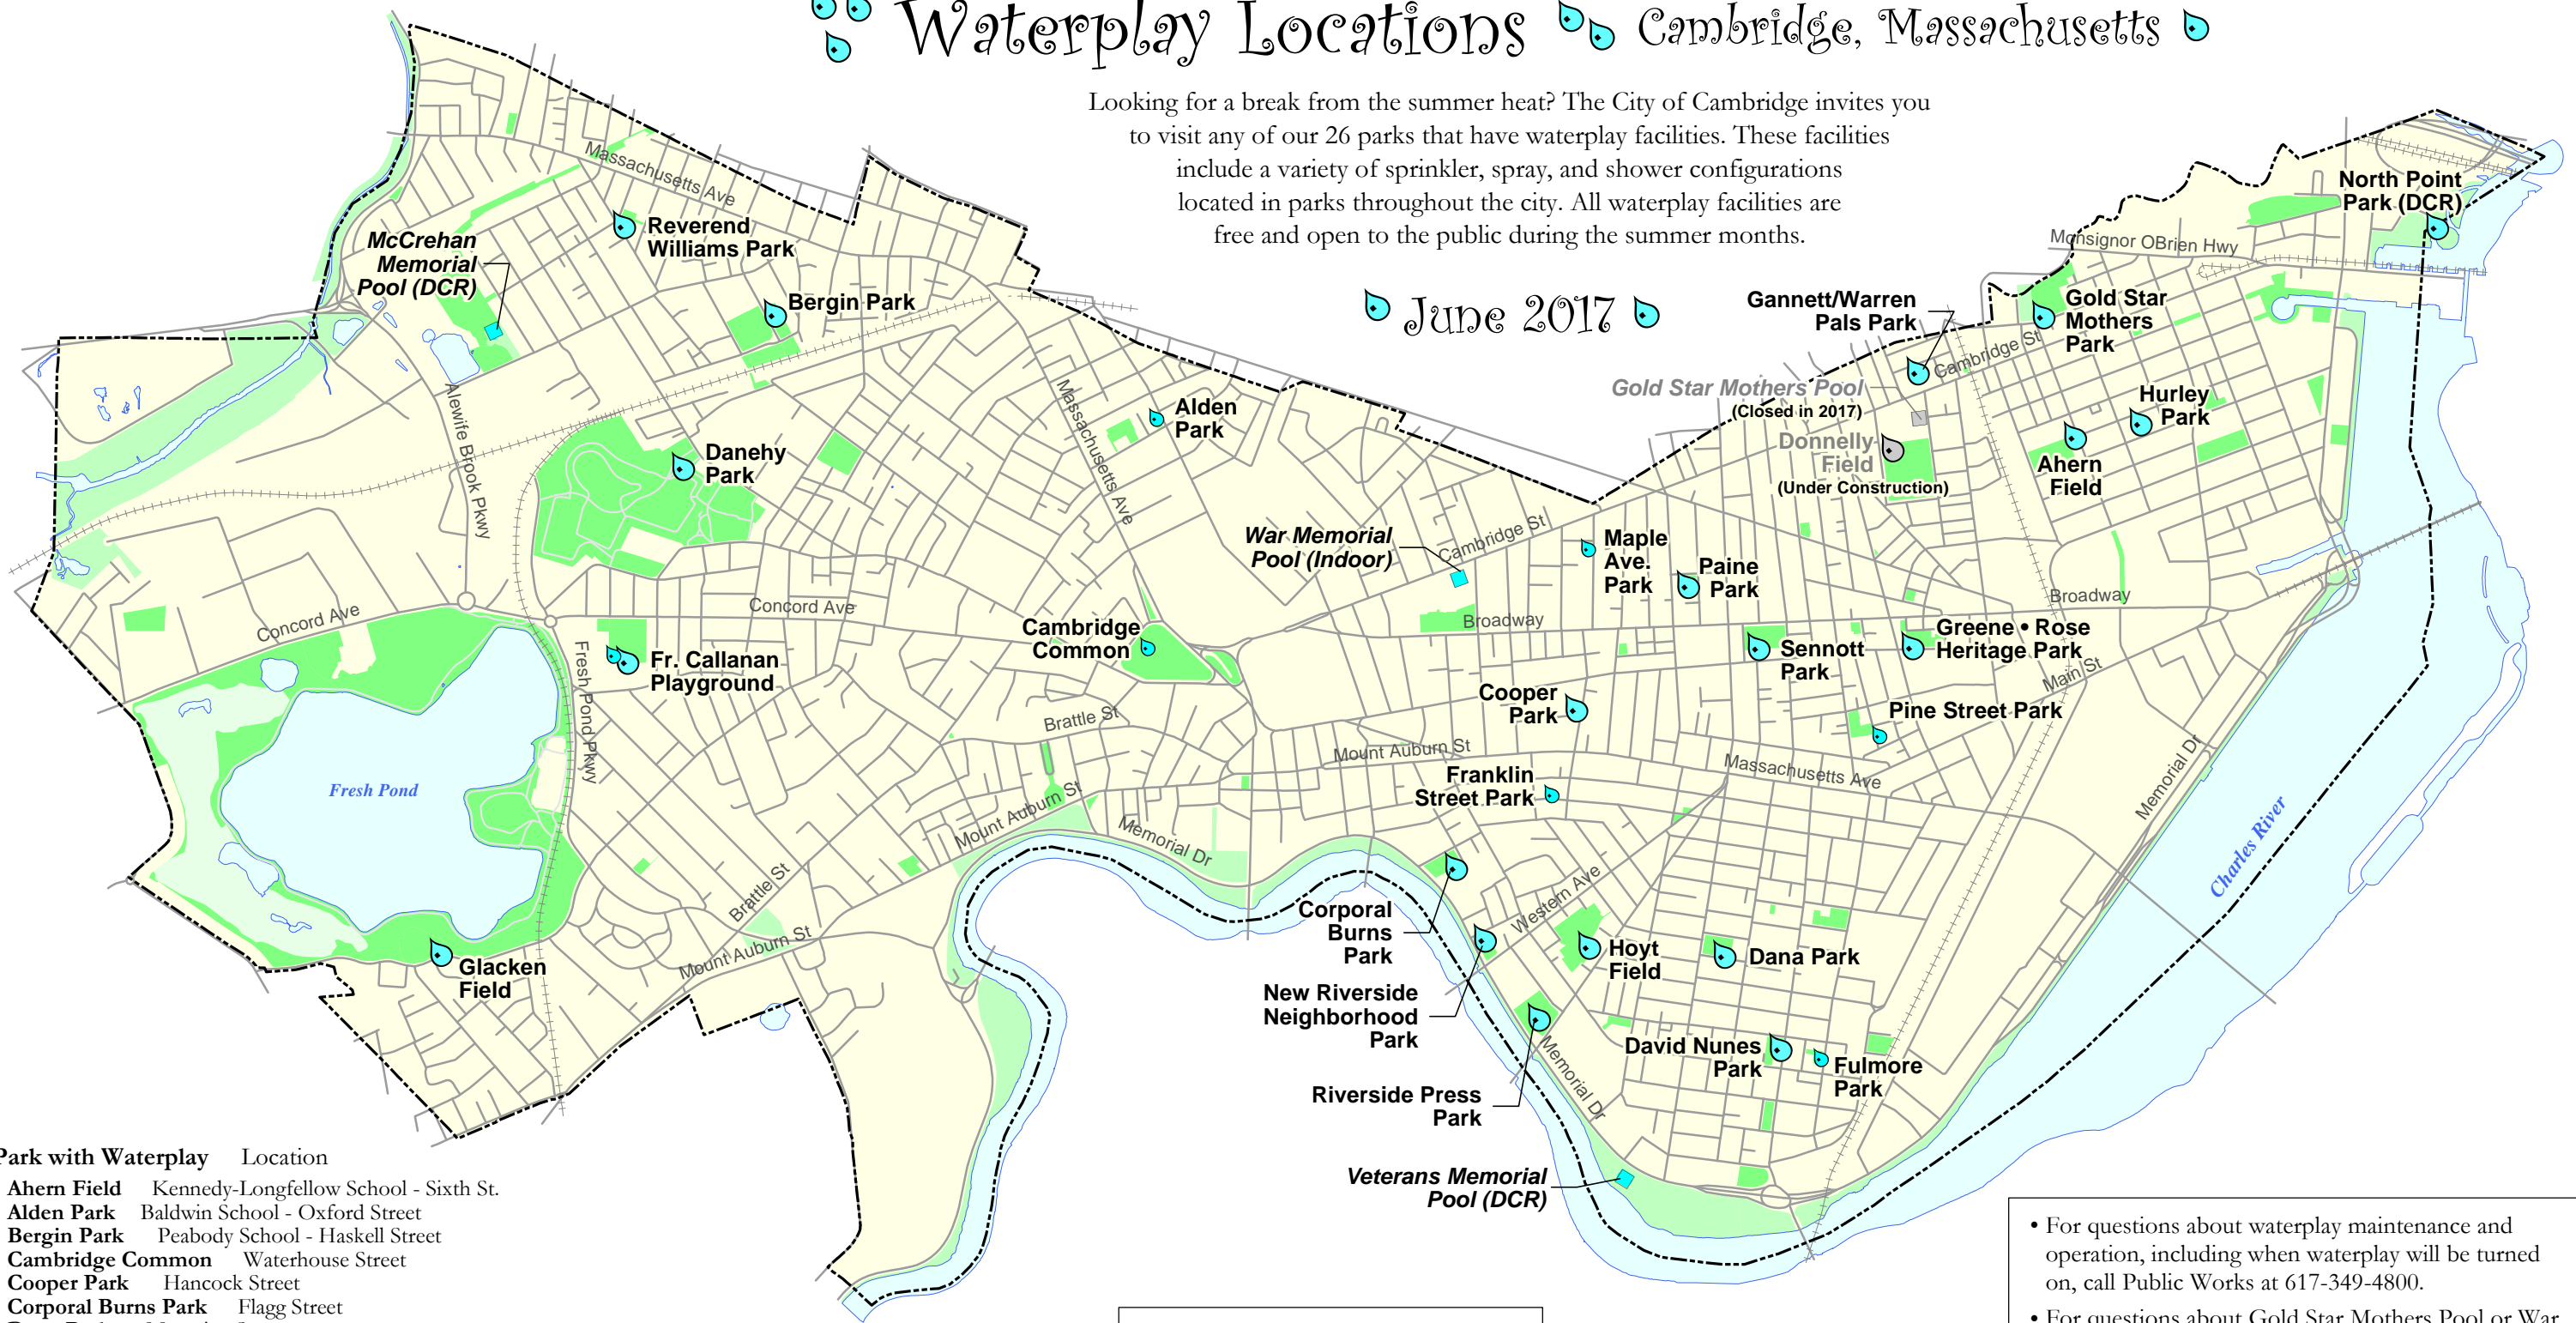 Waterplay Locations
Cambridge, Massachusetts
Looking for a break from the summer heat? The City of Cambridge invites you
to visit any of our 26 parks that have waterplay facilities. These facilities
include a variety of sprinkler, spray, and shower configurations
located in parks throughout the city. All waterplay facilities are
free and open to the public during the summer months.
June 2017
Massachusetts Ave
Reverend
Williams Park
McCrehan
Memorial
Pool (DCR)
Bergin Park
Alewife Brook Pkwy
Danehy
Park
Massachusetts Ave
Alden
Park
North Point
Park (DCR)
Monsignor OBrien Hwy
Gannett/Warren
Pals Park
Gold Star
Mothers
Park
Cambridge St
Gold Star Mothers Pool
(Closed in 2017)
Donnelly
Field
(Under Construction)
Hurley
Park
Ahern
Field
War Memorial
Pool (Indoor)
Cambridge St
Maple
Ave.
Park
Paine
Park
Broadway
Broadway
Concord Ave
Concord Ave
Cambridge
Common
Fr. Callanan
Playground
Fresh Pond Pkwy
Sennott
Park
Greene • Rose
Heritage Park
Main St
Cooper
Park
Pine Street Park
Brattle St
Mount Auburn St
Massachusetts Ave
Franklin
Street Park
Fresh Pond
Mount Auburn St
Memorial Dr
Memorial Dr
Charles River
Brattle St
Mount Auburn St
Glacken
Field
Western Ave
Corporal
Burns
Park
Hoyt
Field
Dana Park
New Riverside
Neighborhood
Park
Memorial Dr
David Nunes
Park
Fulmore
Park
Riverside Press
Park
Veterans Memorial
Pool (DCR)
Park with Waterplay Location
Ahern Field Kennedy-Longfellow School - Sixth St.
Alden Park Baldwin School - Oxford Street
Bergin Park Peabody School - Haskell Street
Cambridge Common Waterhouse Street
Cooper Park Hancock Street
Corporal Burns Park Flagg Street
• For questions about waterplay maintenance and
operation, including when waterplay will be turned
on, call Public Works at 617-349-4800.
• For questions about Gold Star Mothers Pool or War